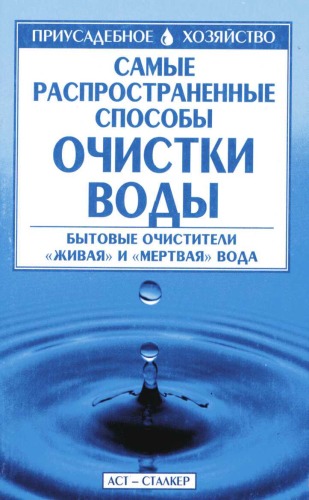 ПРИУСАДЕБНОЕ ХОЗЯЙСТВО
САМЫЕ
РАСПРОСТРАНЕННЫЕ
СПОСОБЫ
ОЧИСТКИ
ВОДЫ
БЫТОВЫЕ ОЧИСТИТЕЛИ
«ЖИВАЯ» И «МЕРТВАЯ» ВОДА
АСТ – СТАЛКЕР